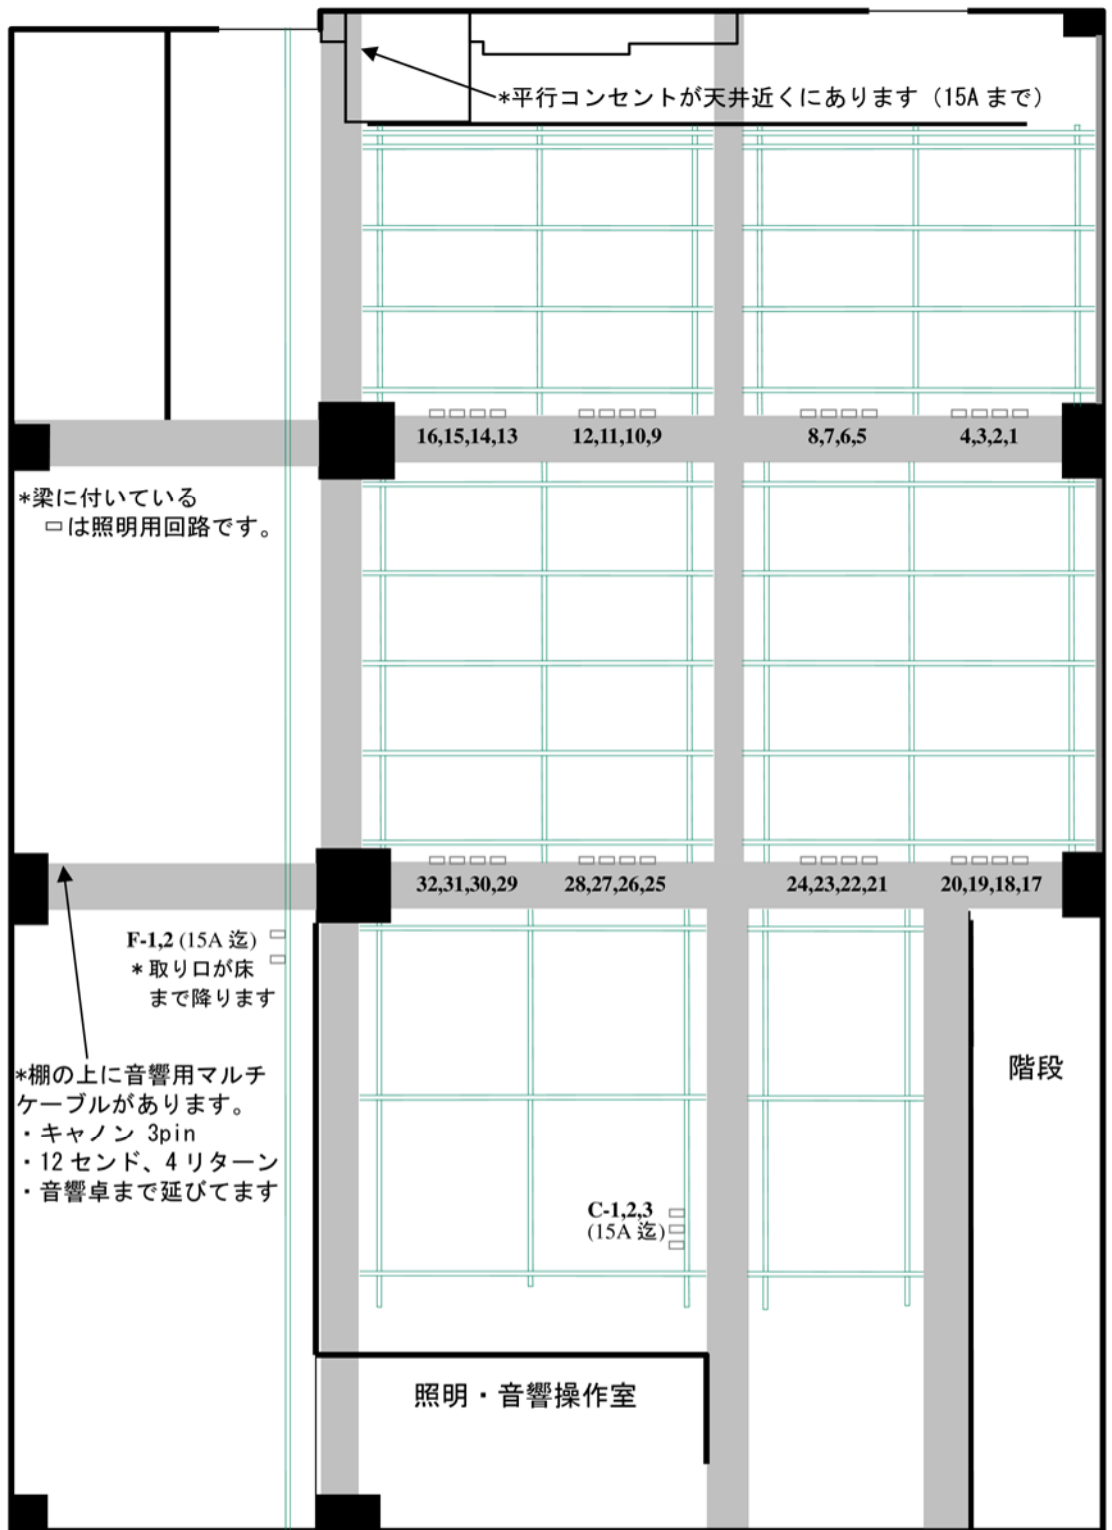 *平行コンセントが天井近くにあります（15A まで）
16,15,14,13
12,11,10,9
8,7,6,5
4,3,2,1
*梁に付いている
▭は照明用回路です。
32,31,30,29
28,27,26,25
24,23,22,21
20,19,18,17
F-1,2 (15A 迄)
*取り口が床
まで降ります
*棚の上に音響用マルチ
ケーブルがあります。
・キャノン 3pin
・12 センド、4 リターン
・音響卓まで延びてます
階段
C-1,2,3
(15A 迄)
照明・音響操作室